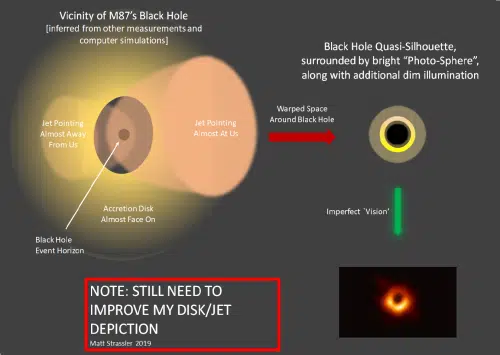 Vicinity of M87's Black Hole
[inferred from other measurements and
computer simulations]
Black Hole Quasi-Silhouette,
surrounded by bright "Photo-Sphere",
along with additional dim illumination
Jet Pointing
Almost Away
From Us
Jet Pointing
Almost At Us
Warped Space
Around Black Hole
Accretion Disk
Almost Face On
Imperfect `Vision'
Black Hole
Event Horizon
NOTE: STILL NEED TO
IMPROVE MY DISK/JET
DEPICTION
Matt Strassler 2019